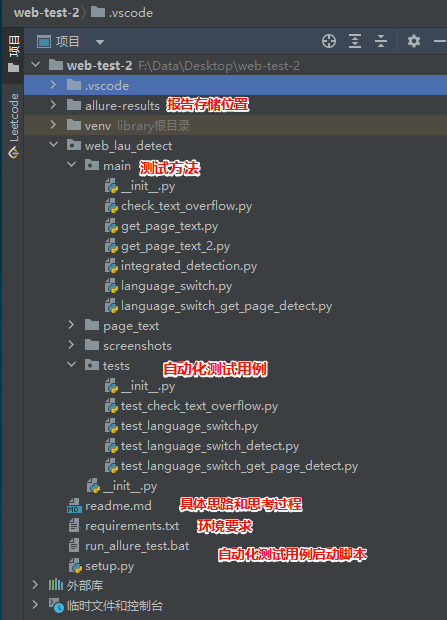 web-test-2 .vscode
项目
项目
Leetcode
web-test-2 F:\Data\Desktop\web-test-2
.vscode
allure-results 报告存储位置
venv library根目录
web_lau_detect
main 测试方法
__init__.py
check_text_overflow.py
get_page_text.py
get_page_text_2.py
integrated_detection.py
language_switch.py
language_switch_get_page_detect.py
page_text
screenshots
tests 自动化测试用例
__init__.py
test_check_text_overflow.py
test_language_switch.py
test_language_switch_detect.py
test_language_switch_get_page_detect.py
__init__.py
readme.md 具体思路和思考过程
requirements.txt 环境要求
run_allure_test.bat 自动化测试用例启动脚本
setup.py
外部库
临时文件和控制台